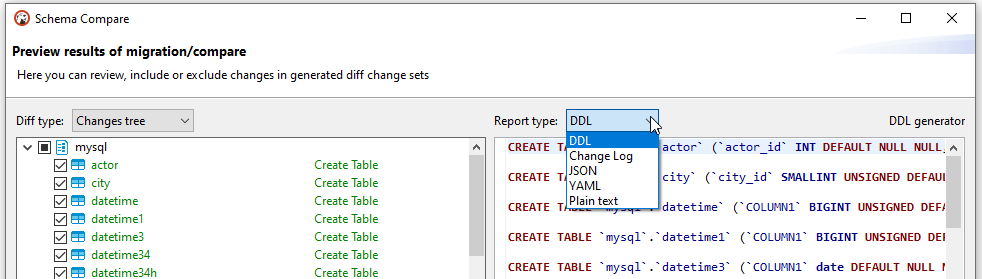 Schema Compare
Preview results of migration/compare
Here you can review, include or exclude changes in generated diff change sets
Diff type: Changes tree
Report type: DDL
DDL generator
mysql
actor Create Table
city Create Table
datetime Create Table
datetime1 Create Table
datetime3 Create Table
datetime34 Create Table
datetime34h Create Table
DDL
Change Log
JSON
YAML
Plain text
CREATE TA actor` (`actor_id` INT DEFAULT NULL NULL,
CREATE TA city` (`city_id` SMALLINT UNSIGNED DEFAU
CREATE TABLE `mysql`.`datetime` (`COLUMN1` BIGINT UNSIGNED DEFA
CREATE TABLE `mysql`.`datetime1` (`COLUMN1` BIGINT UNSIGNED DEF
CREATE TABLE `mysql`.`datetime3` (`COLUMN1` date DEFAULT NULL N